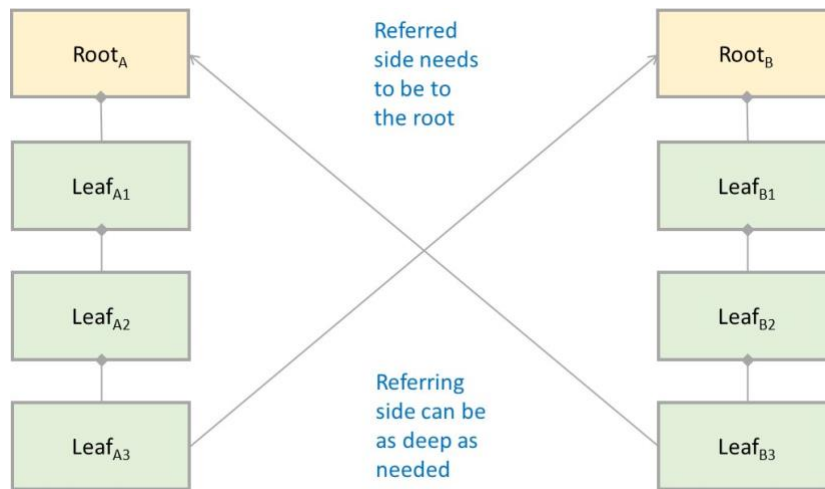 Root_A
Referred
side needs
to be to
the root
Root_B
Leaf_A1
Leaf_B1
Leaf_A2
Leaf_B2
Referring
side can be
as deep as
needed
Leaf_A3
Leaf_B3